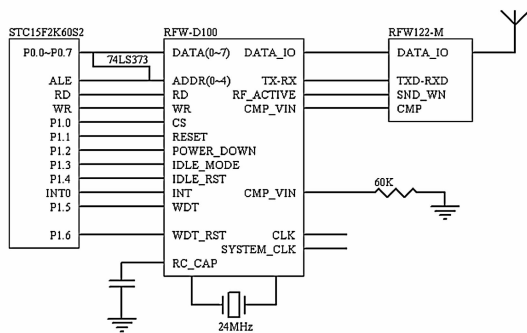 STC15F2K60S2 RFW-D100 RFW122-M
P0.0~P0.7 74LS373 DATA(0~7) DATA_IO DATA_IO
ALE ADDR(0~4) TX-RX TXD-RXD
RD RD RF_ACTIVE SND_WN
WR WR CMP_VIN CMP
P1.0 CS
P1.1 RESET
P1.2 POWER_DOWN
P1.3 IDLE_MODE
P1.4 IDLE_RST
INT0 INT CMP_VIN 60K
P1.5 WDT
P1.6 WDT_RST CLK
SYSTEM_CLK
RC_CAP
24MHz